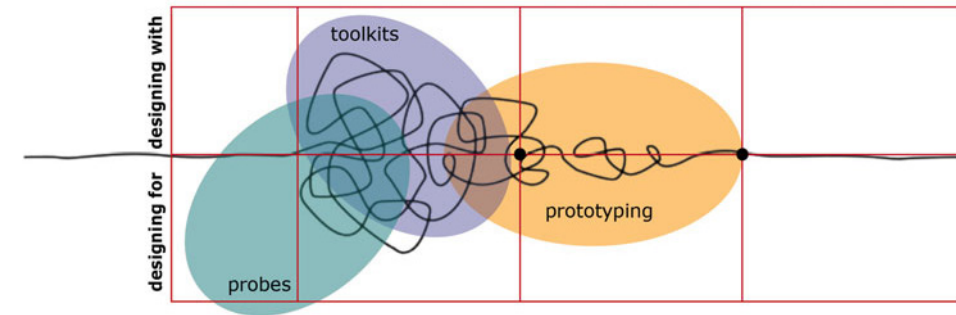 designing with
toolkits
designing for
prototyping
probes